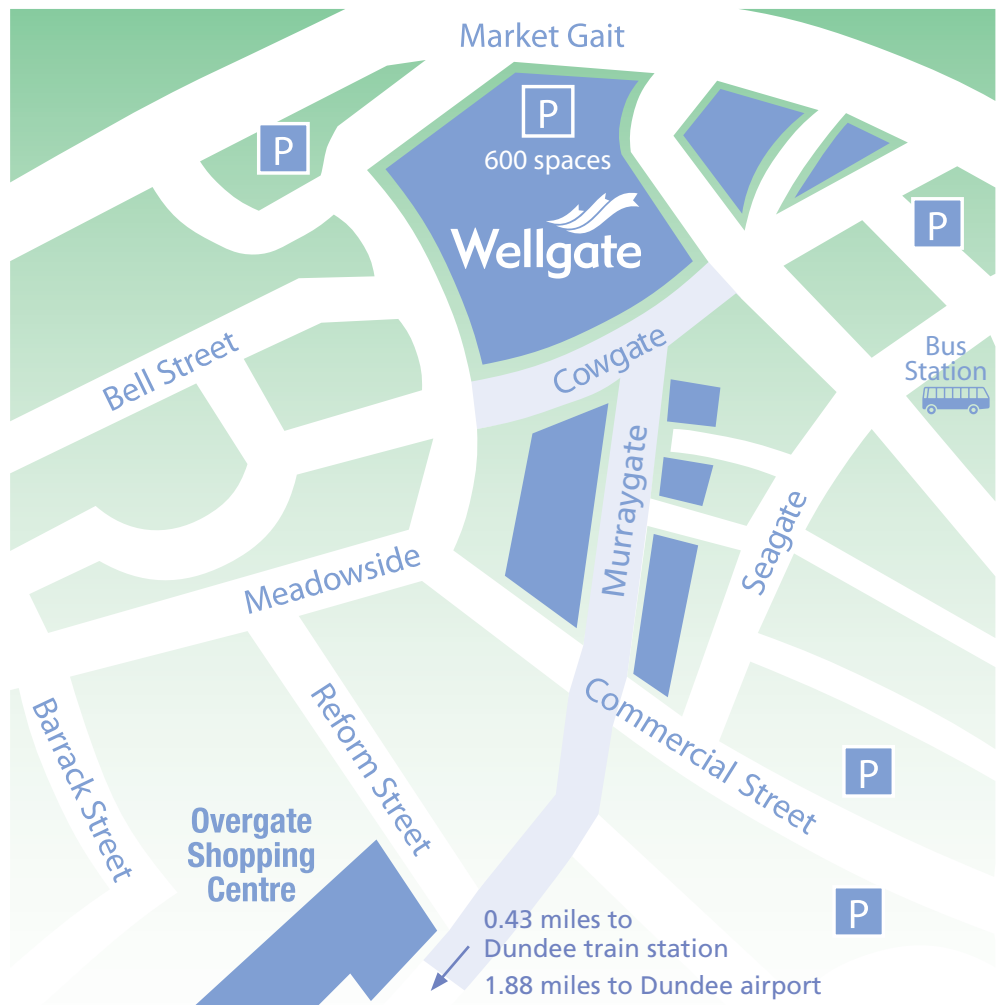 Market Gait
P
P
600 spaces
Wellgate
P
Bell Street
Cowgate
Bus
Station
Murraygate
Seagate
Meadowside
Barrack Street
Reform Street
Commercial Street
P
Overgate
Shopping
Centre
P
0.43 miles to
Dundee train station
1.88 miles to Dundee airport